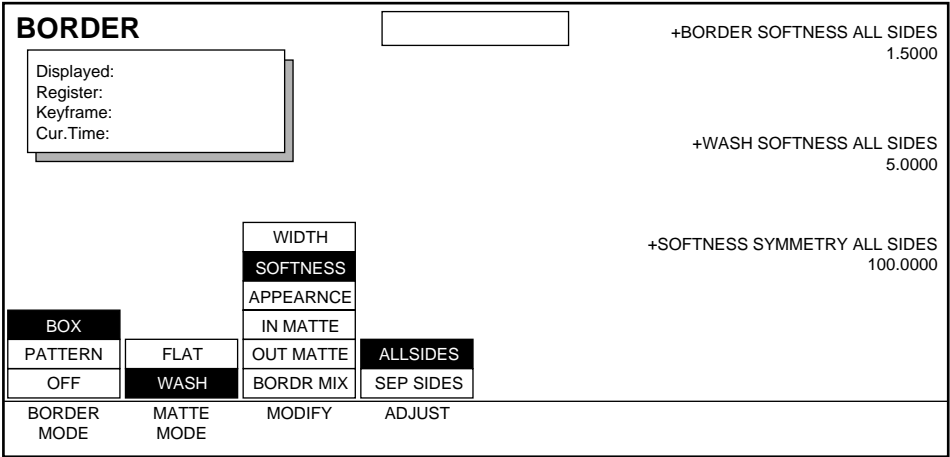 BORDER
Displayed:
Register:
Keyframe:
Cur.Time:
+BORDER SOFTNESS ALL SIDES
1.5000
+WASH SOFTNESS ALL SIDES
5.0000
+SOFTNESS SYMMETRY ALL SIDES
100.0000
BOX
PATTERN
OFF
BORDER
MODE
FLAT
WASH
MATTE
MODE
WIDTH
SOFTNESS
APPEARNCE
IN MATTE
OUT MATTE
BORDR MIX
MODIFY
ALLSIDES
SEP SIDES
ADJUST